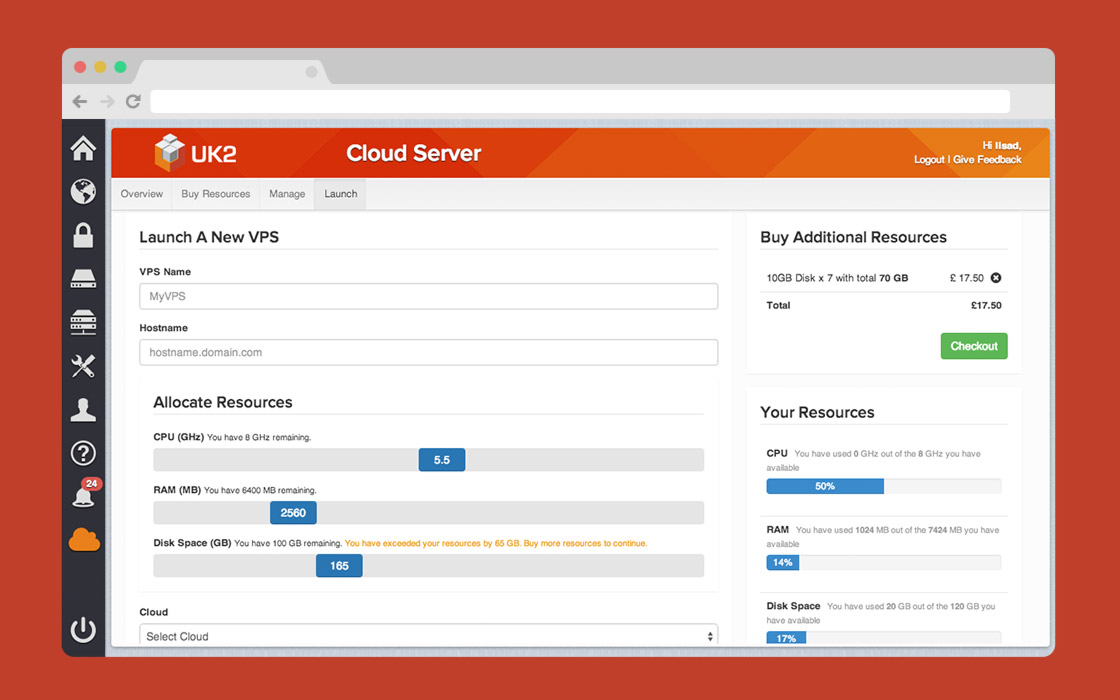 UK2
Cloud Server
Hi lisad,
Logout | Give Feedback
Overview
Buy Resources
Manage
Launch
24
Launch A New VPS
VPS Name
MyVPS
Hostname
hostname.domain.com
Allocate Resources
CPU (GHz) You have 8 GHz remaining.
5.5
RAM (MB) You have 6400 MB remaining.
2560
Disk Space (GB) You have 100 GB remaining. You have exceeded your resources by 65 GB. Buy more resources to continue.
165
Cloud
Select Cloud
Buy Additional Resources
10GB Disk x 7 with total 70 GB £ 17.50
Total £17.50
Checkout
Your Resources
CPU You have used 0 GHz out of the 8 GHz you have
available
50%
RAM You have used 1024 MB out of the 7424 MB you have
available
14%
Disk Space You have used 20 GB out of the 120 GB you
have available
17%